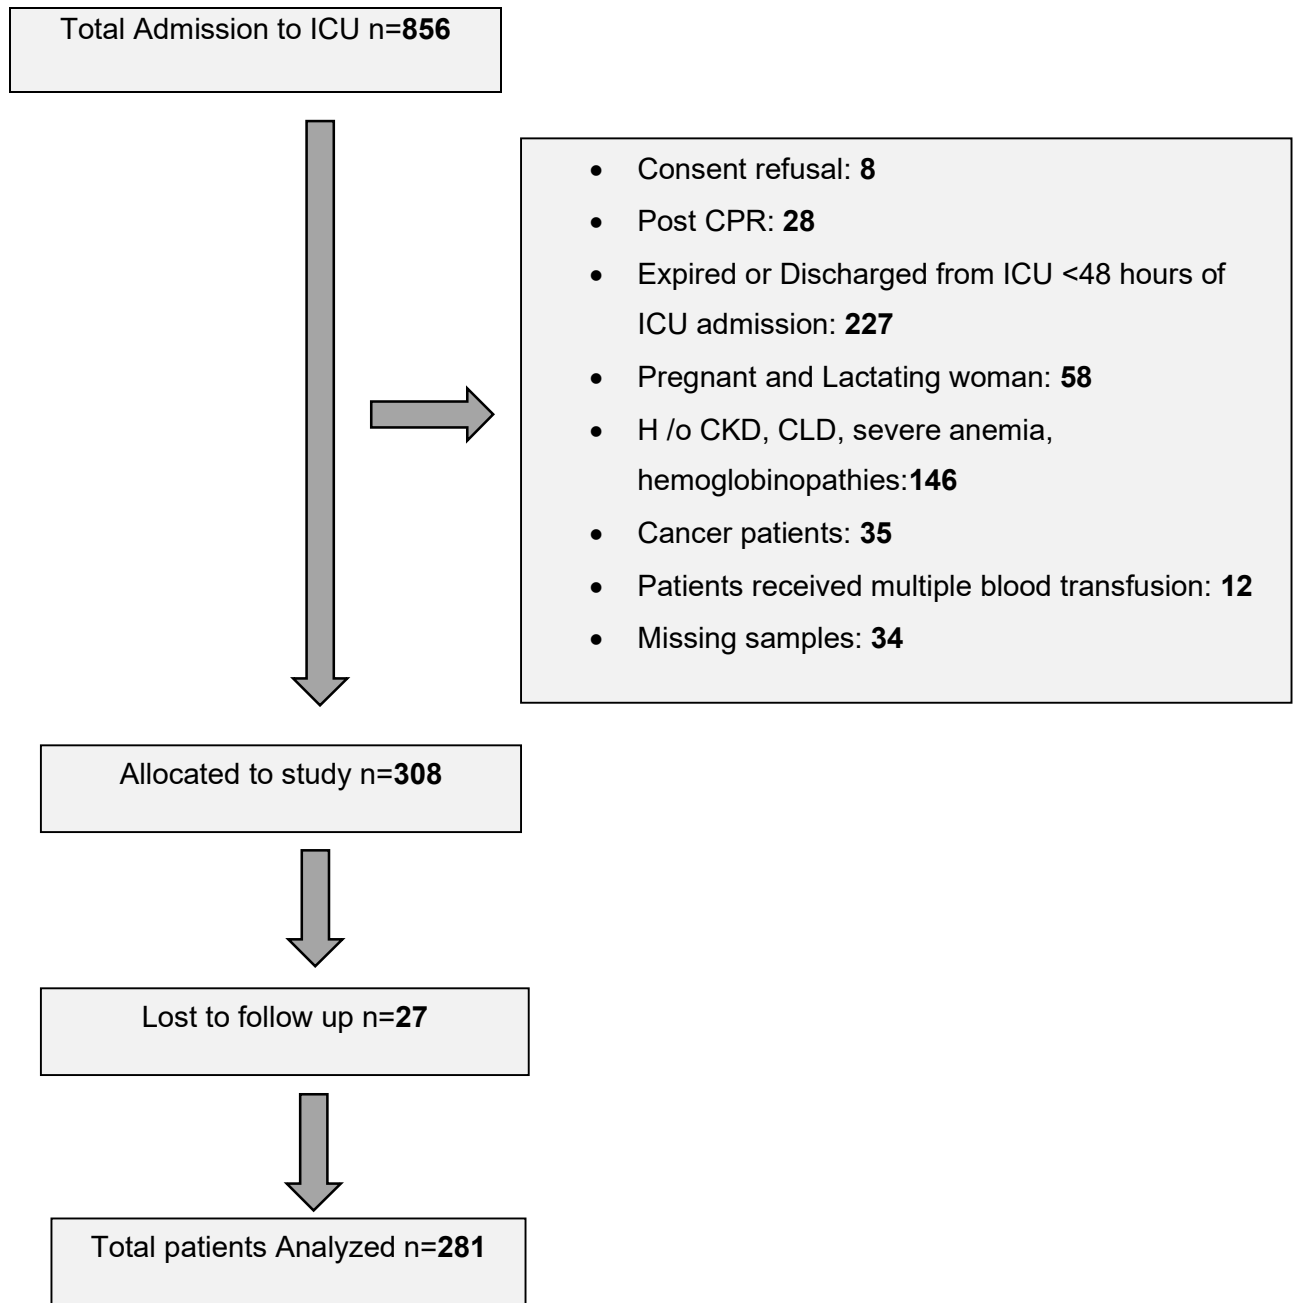 Total Admission to ICU n=856
• Consent refusal: 8
• Post CPR: 28
• Expired or Discharged from ICU <48 hours of
ICU admission: 227
• Pregnant and Lactating woman: 58
• H /o CKD, CLD, severe anemia,
hemoglobinopathies:146
• Cancer patients: 35
• Patients received multiple blood transfusion: 12
• Missing samples: 34
Allocated to study n=308
Lost to follow up n=27
Total patients Analyzed n=281